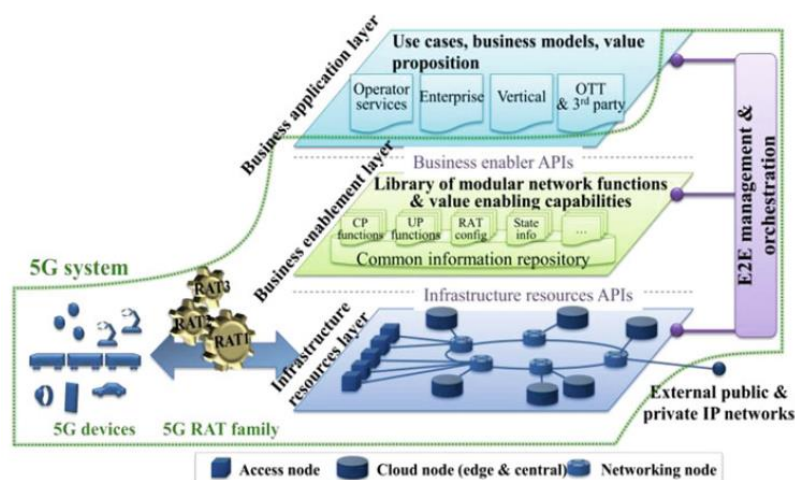 Business application layer
Use cases, business models, value
proposition
Operator
services
Enterprise
Vertical
OTT
& 3rd party
Business enabler APIs
Business enablement layer
Library of modular network functions
& value enabling capabilities
CP
functions
UP
functions
RAT
config
State
info
...
Common information repository
E2E management &
orchestration
5G system
RAT3
RAT2
RAT1
Infrastructure resources APIs
Infrastructure
resources layer
External public &
private IP networks
5G devices
5G RAT family
Access node
Cloud node (edge & central)
Networking node